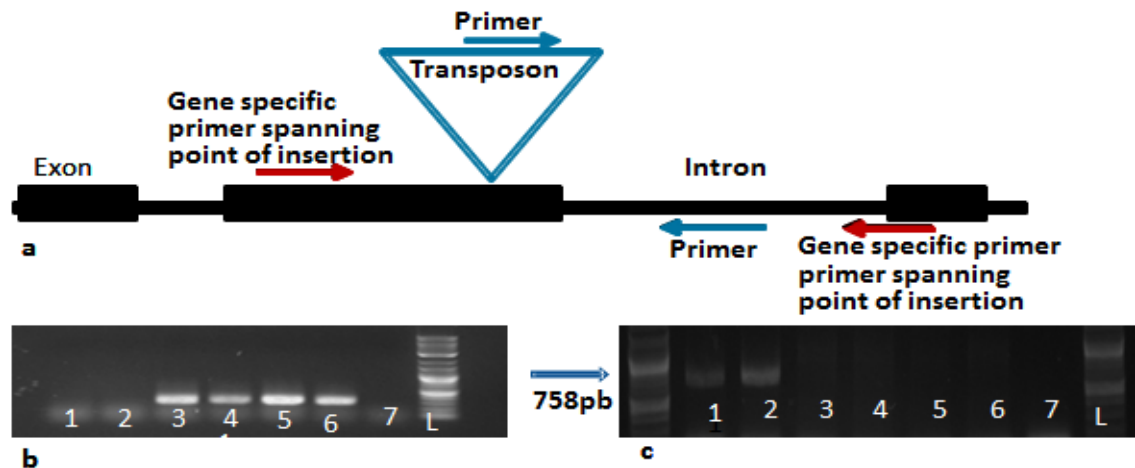 Primer
Transposon
Gene specific
primer spanning
point of insertion
Exon
Intron
a
Primer
Gene specific primer
primer spanning
point of insertion
1 2 3 4 5 6 7 L
b
758pb
1 2 3 4 5 6 7 L
c